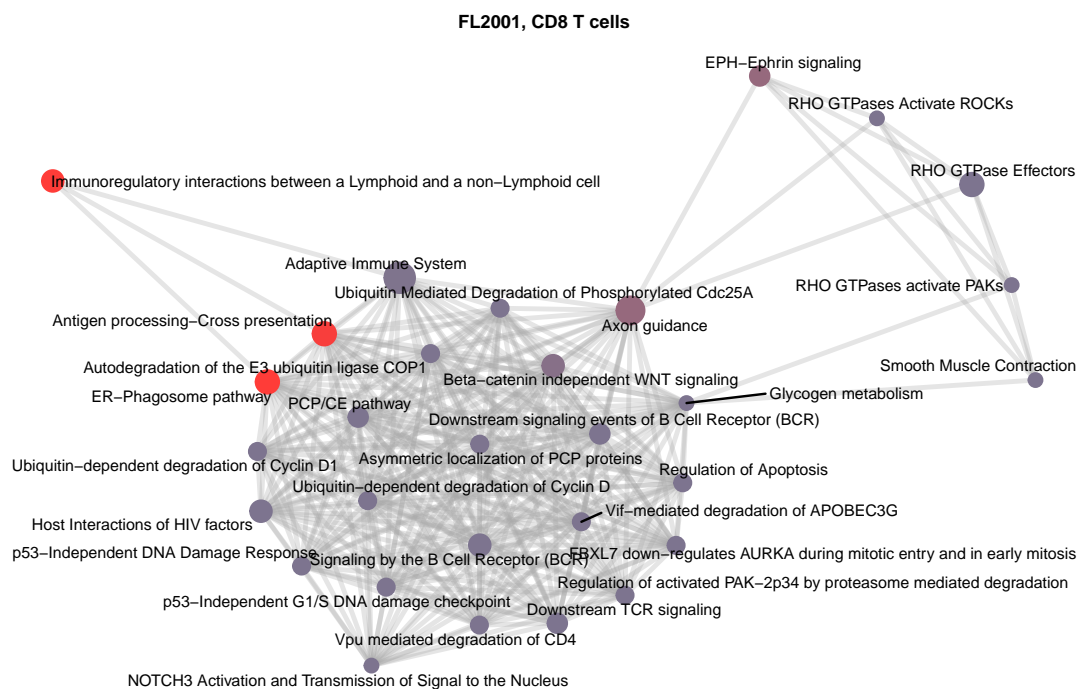 FL2001, CD8 T cells
EPH−Ephrin signaling
RHO GTPases Activate ROCKs
RHO GTPase Effectors
Immunoregulatory interactions between a Lymphoid and a non−Lymphoid cell
Adaptive Immune System
RHO GTPases activate PAKs
Ubiquitin Mediated Degradation of Phosphorylated Cdc25A
Antigen processing−Cross presentation
Axon guidance
Autodegradation of the E3 ubiquitin ligase COP1
Smooth Muscle Contraction
Beta−catenin independent WNT signaling
ER−Phagosome pathway
Glycogen metabolism
PCP/CE pathway
Downstream signaling events of B Cell Receptor (BCR)
Asymmetric localization of PCP proteins
Ubiquitin−dependent degradation of Cyclin D1
Regulation of Apoptosis
Ubiquitin−dependent degradation of Cyclin D
Vif−mediated degradation of APOBEC3G
Host Interactions of HIV factors
p53−Independent DNA Damage Response
Signaling by the B Cell Receptor (BCR)
FBXL7 down−regulates AURKA during mitotic entry and in early mitosis
Regulation of activated PAK−2p34 by proteasome mediated degradation
p53−Independent G1/S DNA damage checkpoint
Downstream TCR signaling
Vpu mediated degradation of CD4
NOTCH3 Activation and Transmission of Signal to the Nucleus